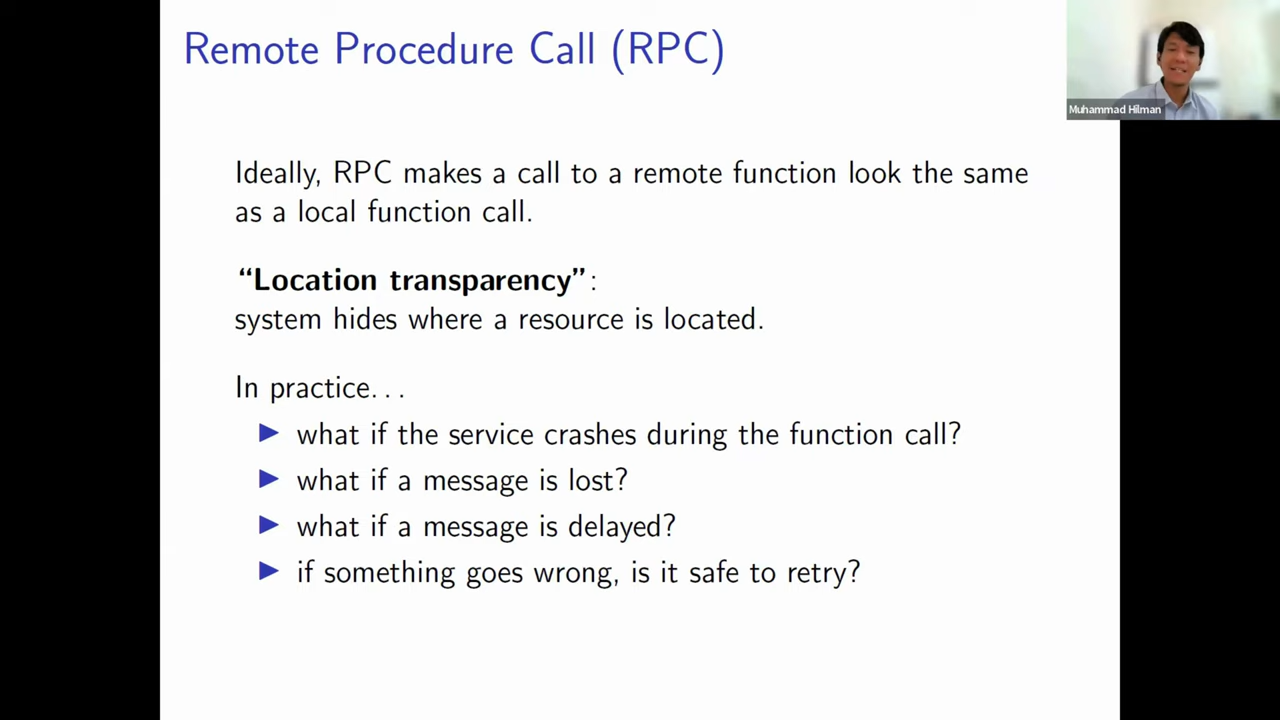 Remote Procedure Call (RPC)
Muhammad Hilman
Ideally, RPC makes a call to a remote function look the same
as a local function call.
“Location transparency”:
system hides where a resource is located.
In practice. . .
▶ what if the service crashes during the function call?
▶ what if a message is lost?
▶ what if a message is delayed?
▶ if something goes wrong, is it safe to retry?